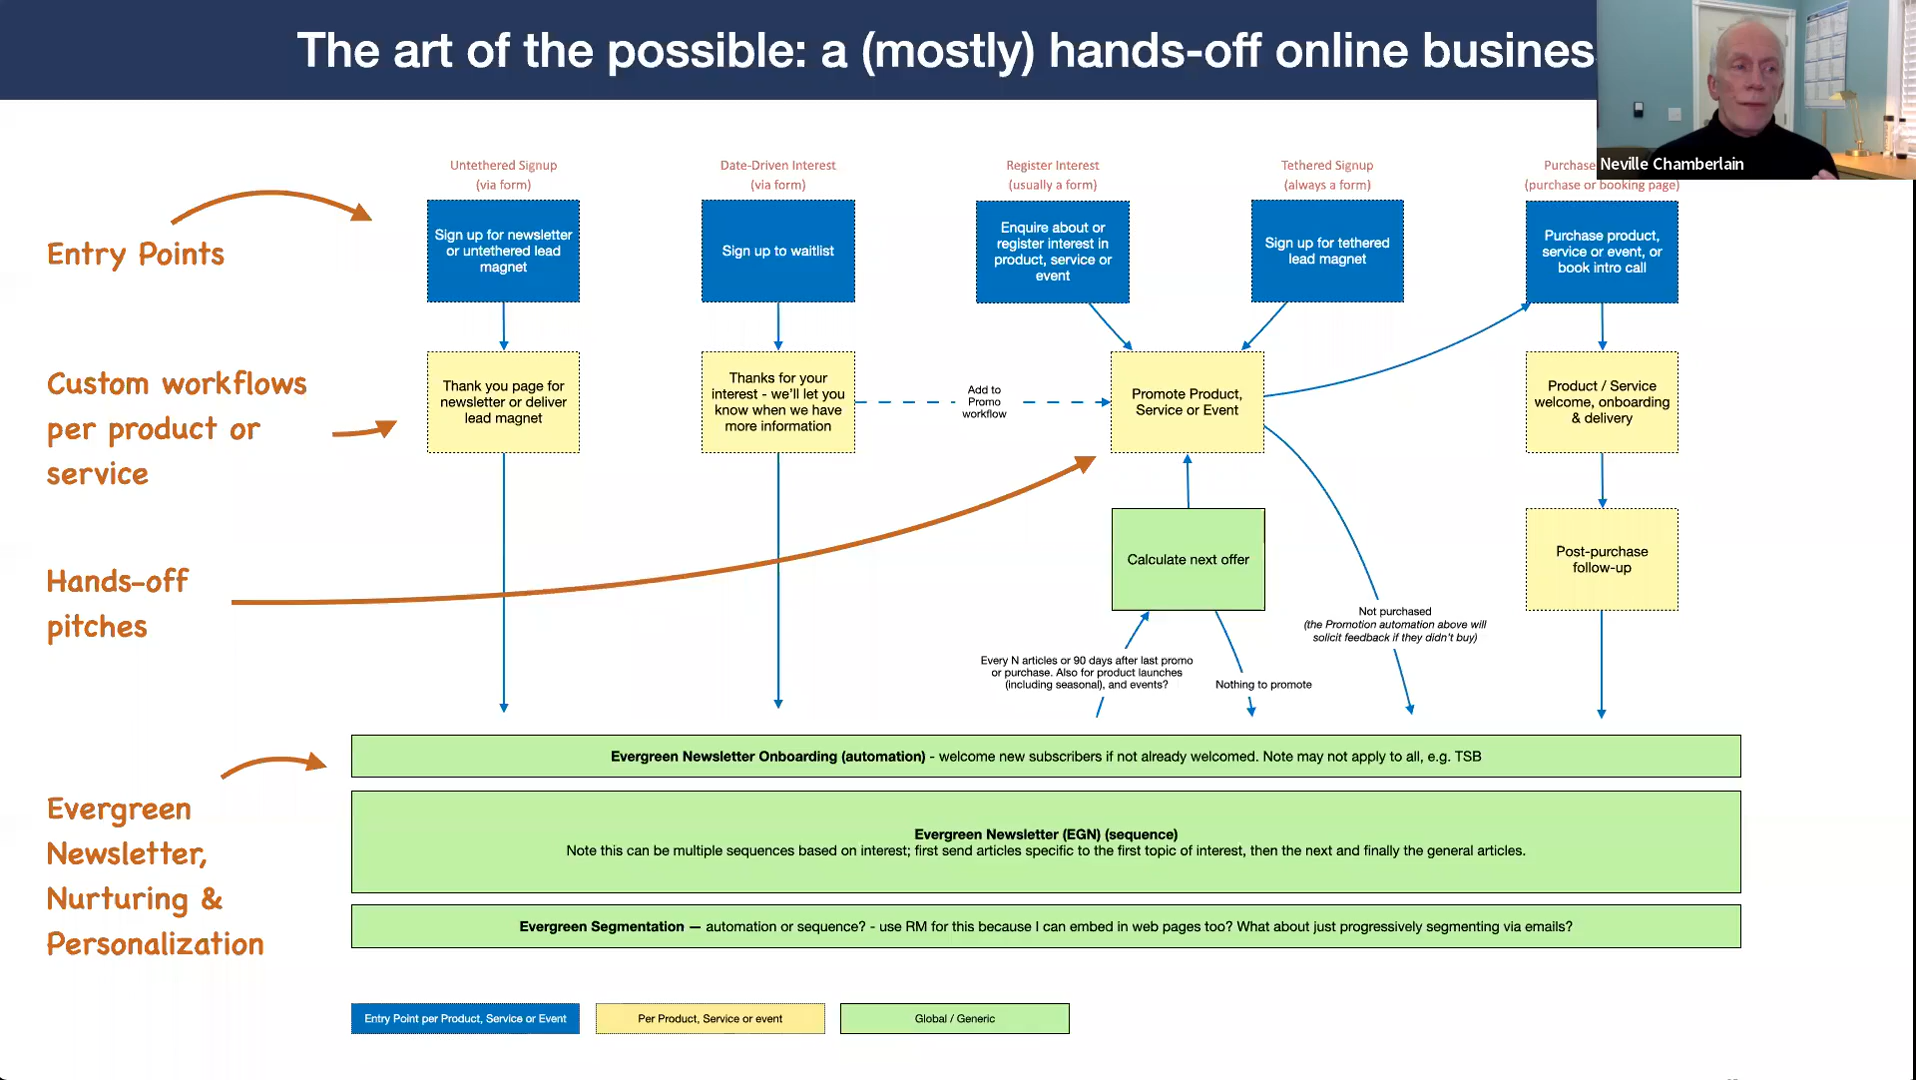 The art of the possible: a (mostly) hands-off online busines
Neville Chamberlain
Untethered Signup
(via form)
Date-Driven Interest
(via form)
Register Interest
(usually a form)
Tethered Signup
(always a form)
Purchase
(purchase or booking page)
Entry Points
Sign up for newsletter
or untethered lead
magnet
Sign up to waitlist
Enquire about or
register interest in
product, service or
event
Sign up for tethered
lead magnet
Purchase product,
service or event, or
book intro call
Custom workflows
per product or
service
Thank you page for
newsletter or deliver
lead magnet
Thanks for your
interest - we'll let you
know when we have
more information
Add to
Promo
workflow
Promote Product,
Service or Event
Product / Service
welcome, onboarding
& delivery
Hands-off
pitches
Calculate next offer
Post-purchase
follow-up
Not purchased
(the Promotion automation above will
solicit feedback if they didn't buy)
Every N articles or 90 days after last promo
or purchase. Also for product launches
(including seasonal), and events?
Nothing to promote
Evergreen
Newsletter,
Nurturing &
Personalization
Evergreen Newsletter Onboarding (automation) - welcome new subscribers if not already welcomed. Note may not apply to all, e.g. TSB
Evergreen Newsletter (EGN) (sequence)
Note this can be multiple sequences based on interest; first send articles specific to the first topic of interest, then the next and finally the general articles.
Evergreen Segmentation — automation or sequence? - use RM for this because I can embed in web pages too? What about just progressively segmenting via emails?
Entry Point per Product, Service or Event
Per Product, Service or event
Global / Generic